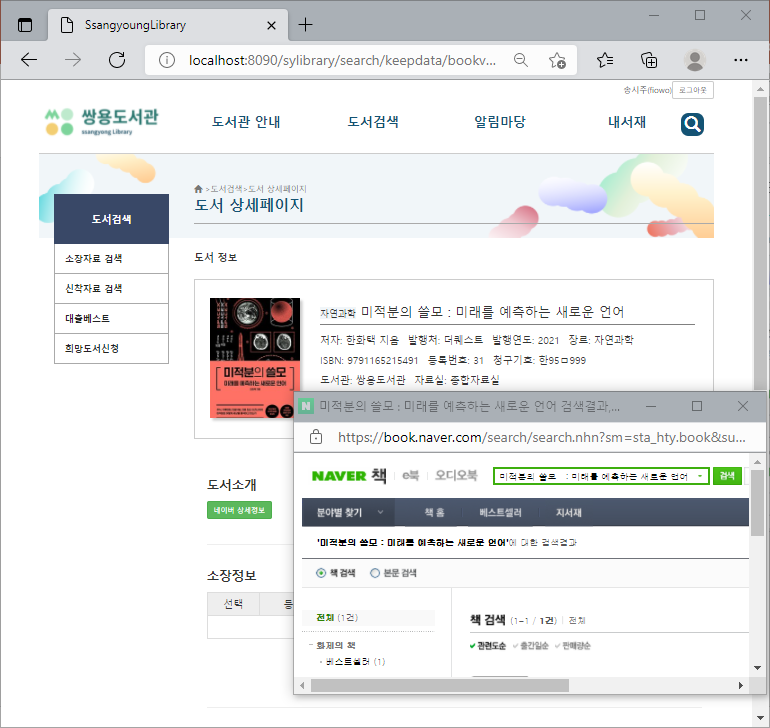 SsangyoungLibrary
localhost:8090/sylibrary/search/keepdata/bookv...
송시주(fiowo) 로그아웃
쌍용도서관
ssangyong Library
도서관 안내 도서검색 알림마당 내서재
>도서검색>도서 상세페이지
도서 상세페이지
도서검색
소장자료 검색
신착자료 검색
대출베스트
희망도서신청
도서 정보
자연과학 미적분의 쓸모 : 미래를 예측하는 새로운 언어
저자: 한화택 지음 발행처: 더퀘스트 발행연도: 2021 장르: 자연과학
ISBN: 9791165215491 등록번호: 31 청구기호: 한95ㅁ999
도서관: 쌍용도서관 자료실: 종합자료실
미적분의 쓸모
미래를 예측하는 새로운 언어
도서소개
네이버 상세정보
소장정보
선택 등
N 미적분의 쓸모 : 미래를 예측하는 새로운 언어 검색결과,...
https://book.naver.com/search/search.nhn?sm=sta_hty.book&su...
NAVER 책 e북 오디오북 미적분의 쓸모 : 미래를 예측하는 새로운 언어 검색
분야별 찾기 책 홈 베스트셀러 지서재
'미적분의 쓸모 : 미래를 예측하는 새로운 언어'에 대한 검색결과
책 검색 본문 검색
전체 (1건)
화제의 책
베스트셀러 (1)
책 검색 (1-1 / 1건) 전체
관련도순 출간일순 판매량순